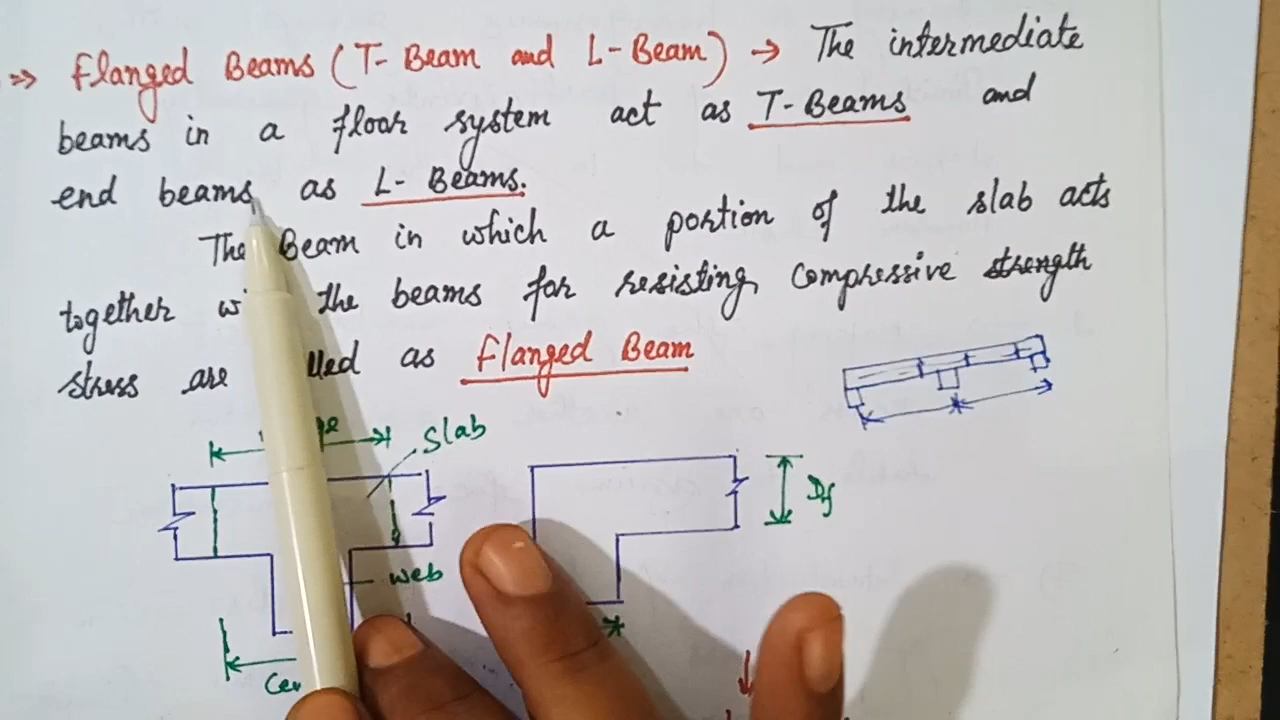 ⇒ Flanged Beams (T-Beam and L-Beam) → The intermediate
beams in a floor system act as T-Beams and
end beams as L-Beams.
The Beam in which a portion of the slab acts
together the beams for resisting compressive strength
stress are as Flanged Beam
Slab
Df
web